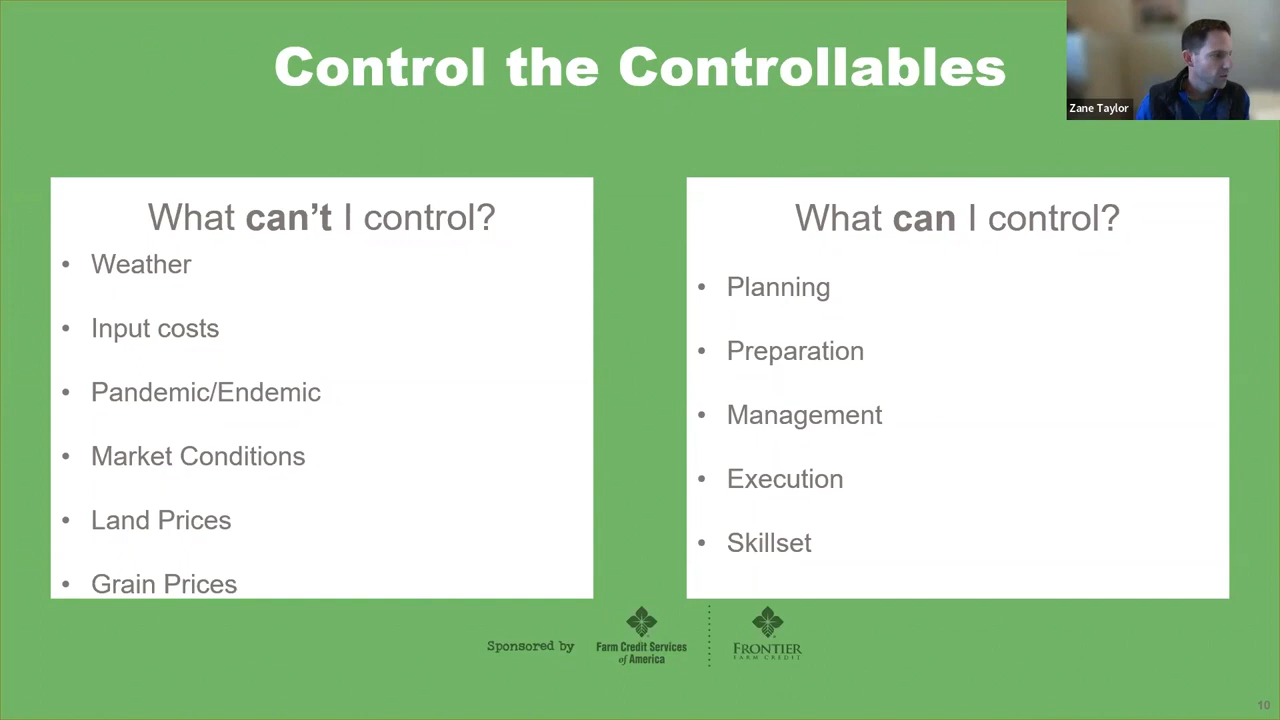 Control the Controllables
Zane Taylor
What can’t I control?
• Weather
• Input costs
• Pandemic/Endemic
• Market Conditions
• Land Prices
• Grain Prices
What can I control?
• Planning
• Preparation
• Management
• Execution
• Skillset
Sponsored by
Farm Credit Services
of America
FRONTIER
FARM CREDIT
10